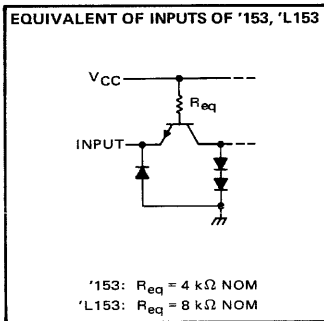 EQUIVALENT OF INPUTS OF '153, 'L153
VCC
Req
INPUT
'153: Req = 4 kΩ NOM
'L153: Req = 8 kΩ NOM